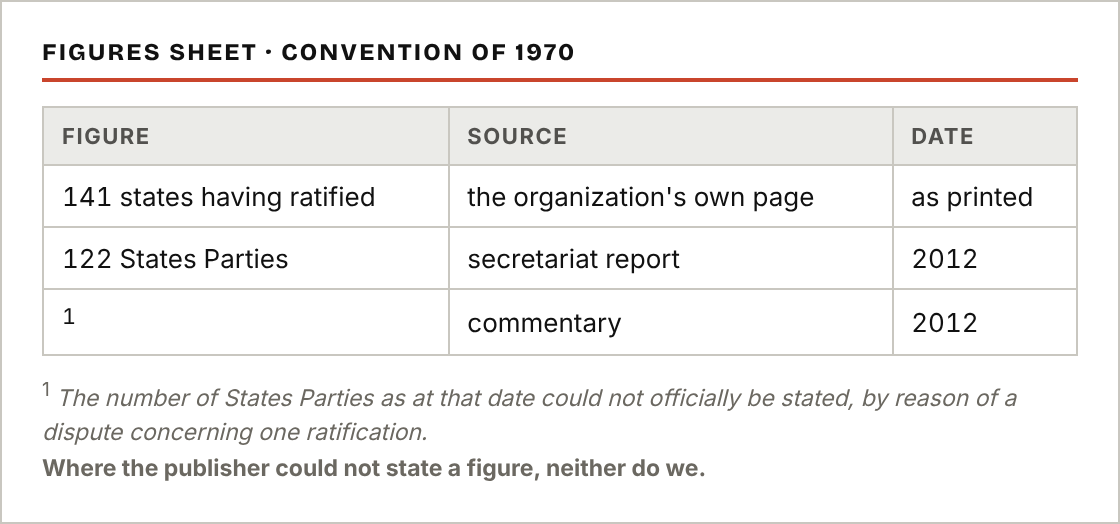 FIGURES SHEET · CONVENTION OF 1970
FIGURE SOURCE DATE
141 states having ratified the organization's own page as printed
122 States Parties secretariat report 2012
1 commentary 2012
1 The number of States Parties as at that date could not officially be stated, by reason of a
dispute concerning one ratification.
Where the publisher could not state a figure, neither do we.